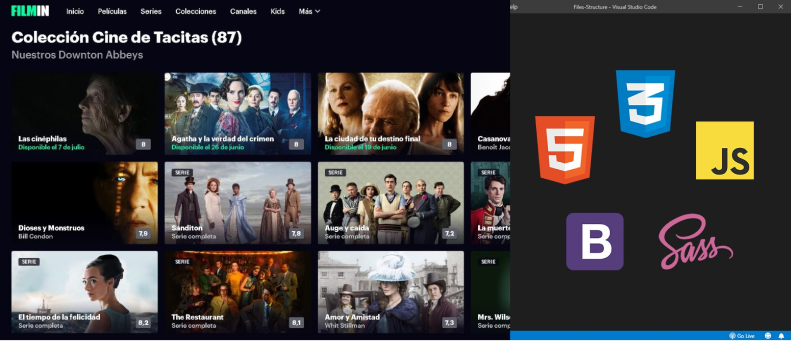 FILMIN Inicio Películas Series Colecciones Canales Kids Más
Colección Cine de Tacitas (87)
Nuestros Downton Abbeys
Las cinéphilas
Disponible el 7 de julio
8
Agatha y la verdad del crimen
Disponible el 26 de junio
8
La ciudad de tu destino final
Disponible el 19 de junio
8
Casanova
Benoît Jac
Dioses y Monstruos
Bill Condon
7,9
SERIE
Sanditon
Serie completa
7,8
SERIE
Auge y caída
Serie completa
7,2
SERIE
La muerte
Serie comp
SERIE
El tiempo de la felicidad
Serie completa
8,2
SERIE
The Restaurant
Serie completa
8,1
Amor y Amistad
Whit Stillman
7,3
SERIE
Mrs. Wils
Serie comp
elp Files-Structure - Visual Studio Code
3
5
JS
B
Sass
Go Live